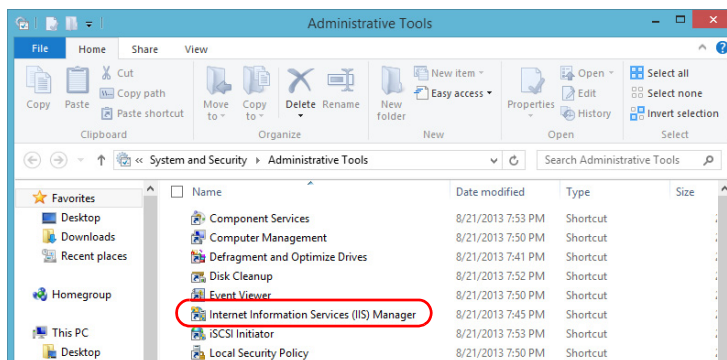 Administrative Tools
File Home Share View
Copy
Paste
Cut
Copy path
Paste shortcut
Clipboard
Move to
Copy to
Delete
Rename
Organize
New folder
New item
Easy access
New
Properties
Open
Edit
History
Open
Select all
Select none
Invert selection
Select
« System and Security Administrative Tools
Search Administrative Tools
Name Date modified Type Size
Favorites
Desktop
Downloads
Recent places
Homegroup
This PC
Desktop
Component Services 8/21/2013 7:53 PM Shortcut
Computer Management 8/21/2013 7:50 PM Shortcut
Defragment and Optimize Drives 8/21/2013 7:41 PM Shortcut
Disk Cleanup 8/21/2013 7:52 PM Shortcut
Event Viewer 8/21/2013 7:50 PM Shortcut
Internet Information Services (IIS) Manager 8/21/2013 7:45 PM Shortcut
iSCSI Initiator 8/21/2013 7:53 PM Shortcut
Local Security Policy 8/21/2013 7:50 PM Shortcut